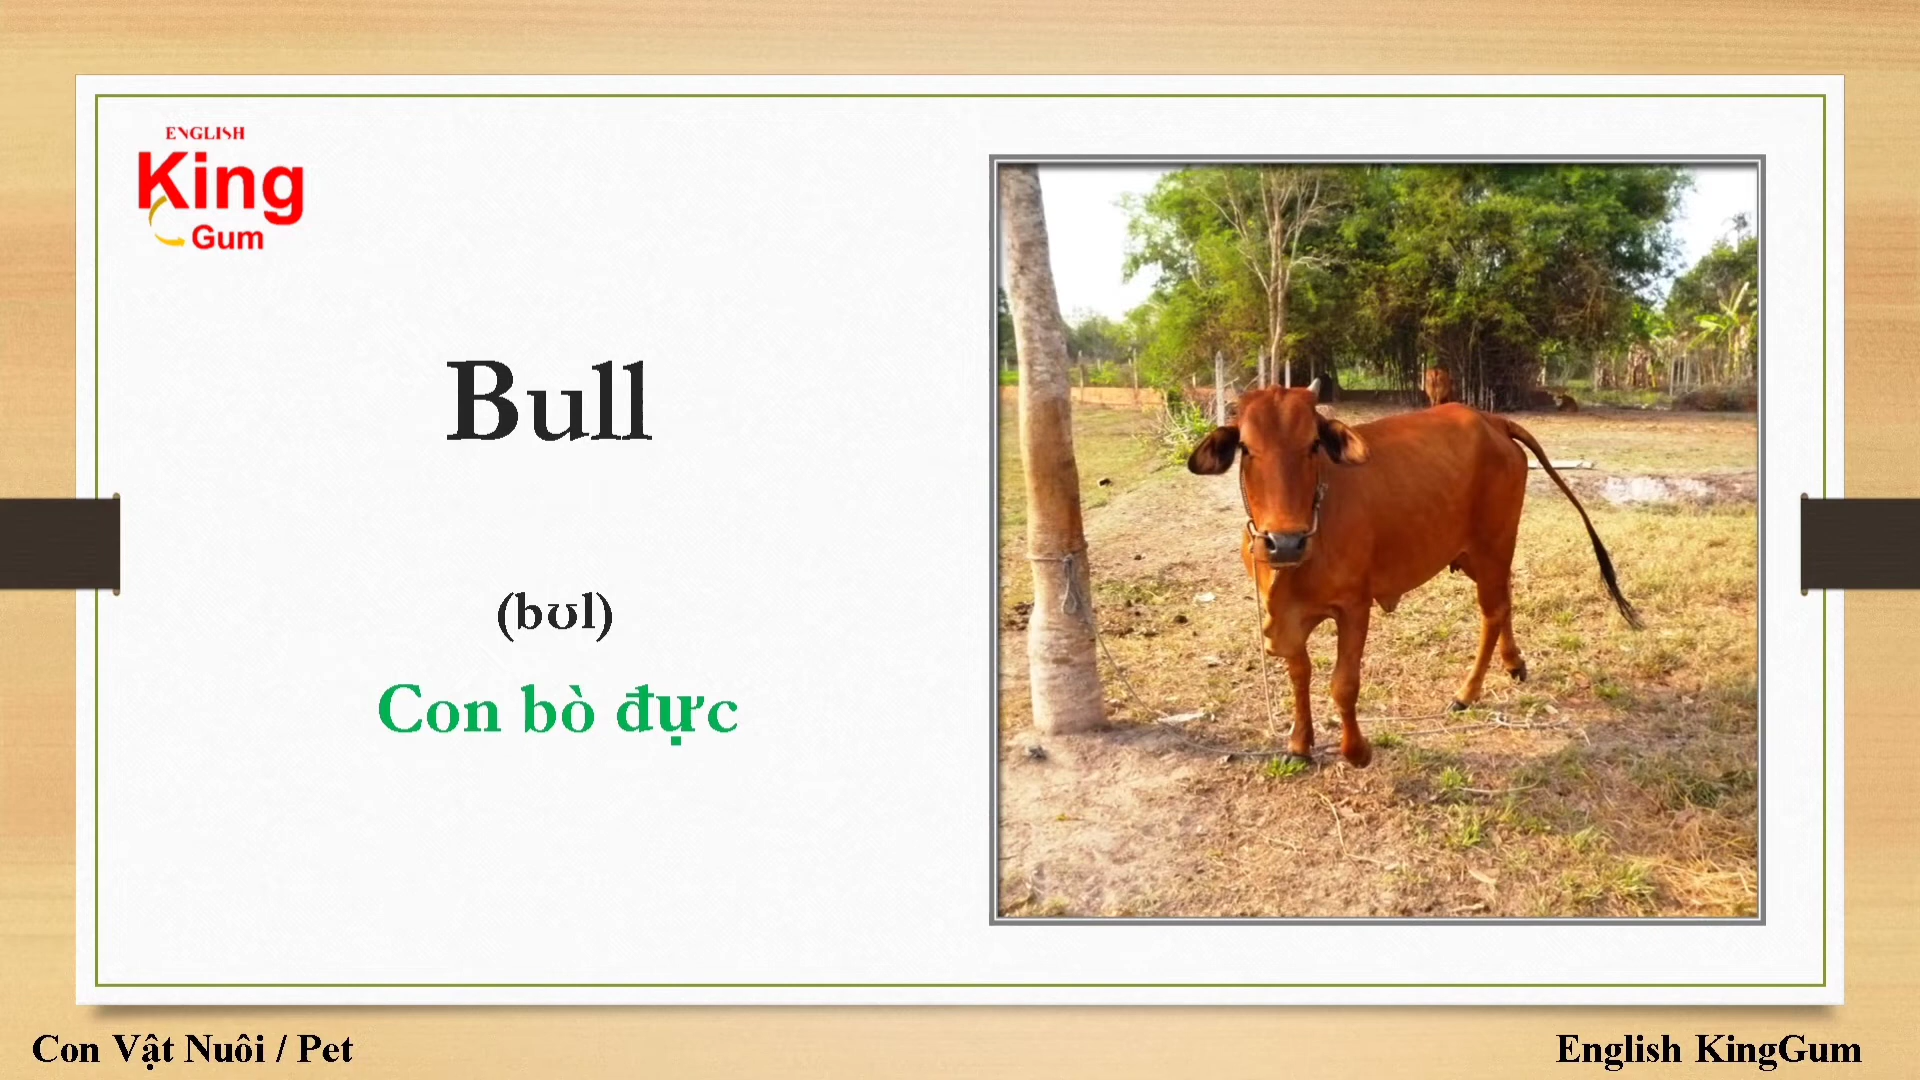 ENGLISH
King
Gum
Bull
(bʊl)
Con bò đực
Con Vật Nuôi / Pet
English KingGum